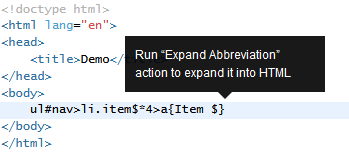 <!doctype html>
<html lang="en">
<head>
<title>Demo</
Run “Expand Abbreviation”
action to expand it into HTML
</head>
<body>
ul#nav>li.item$*4>a{Item $}
</body>
</html>